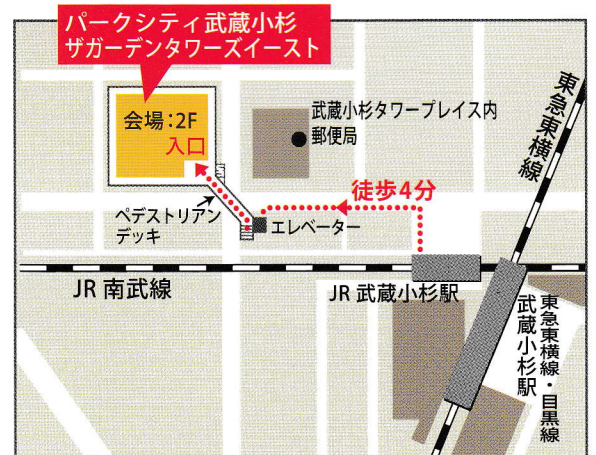 パークシティ武蔵小杉
ザガーデンタワーズイースト
会場:2F
入口
武蔵小杉タワープレイス内
郵便局
東急東横線
徒歩4分
ペデストリアン
デッキ
エレベーター
JR 南武線
JR 武蔵小杉駅
東急東横線・目黒線
武蔵小杉駅